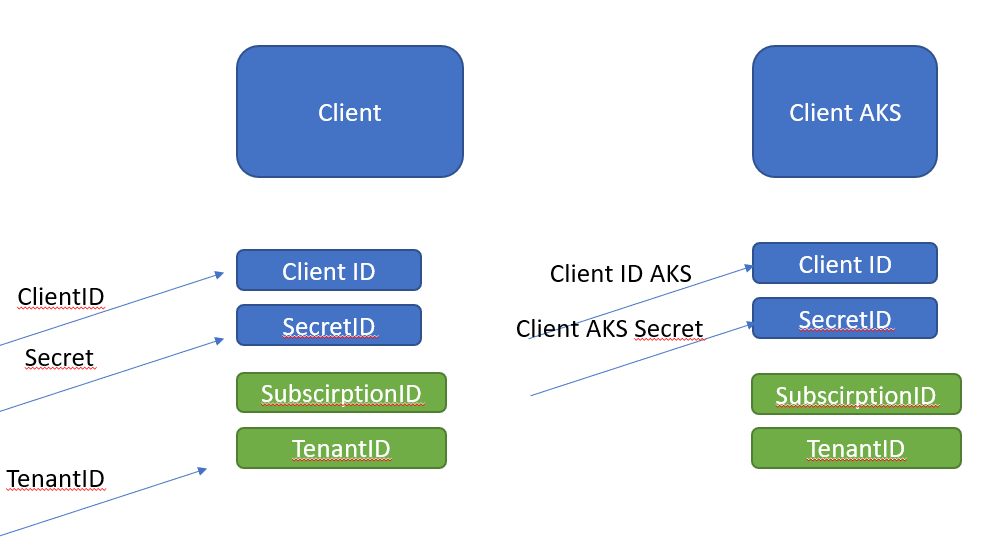 Client
Client AKS
Client ID
ClientID
SecretID
Secret
SubscirptionID
TenantID
TenantID
Client ID
Client ID AKS
SecretID
Client AKS Secret
SubscirptionID
TenantID